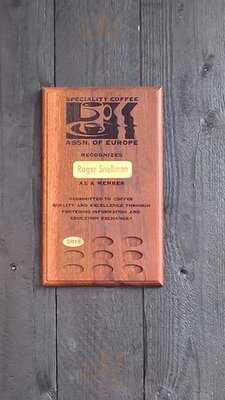 SPECIALITY COFFEE
ASSN. OF EUROPE
RECOGNIZES
Roger Snellman
AS A MEMBER
"COMMITTED TO COFFEE
QUALITY AND EXCELLENCE THROUGH
FOSTERING INFORMATION AND
EDUCATION EXCHANGE"